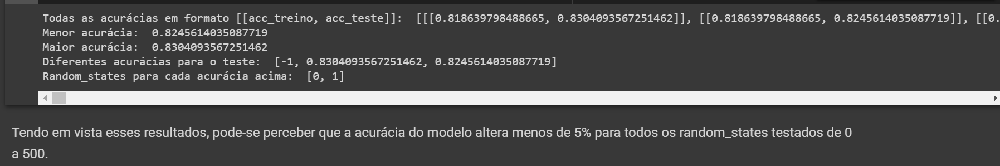 Todas as acurácias em formato [[acc_treino, acc_teste]]:  [[[0.818639798488665, 0.8304093567251462]], [[0.818639798488665, 0.8245614035087719]], [[0.
Menor acurácia:  0.8245614035087719
Maior acurácia:  0.8304093567251462
Diferentes acurácias para o teste:  [-1, 0.8304093567251462, 0.8245614035087719]
Random_states para cada acurácia acima:  [0, 1]
Tendo em vista esses resultados, pode-se perceber que a acurácia do modelo altera menos de 5% para todos os random_states testados de 0
a 500.